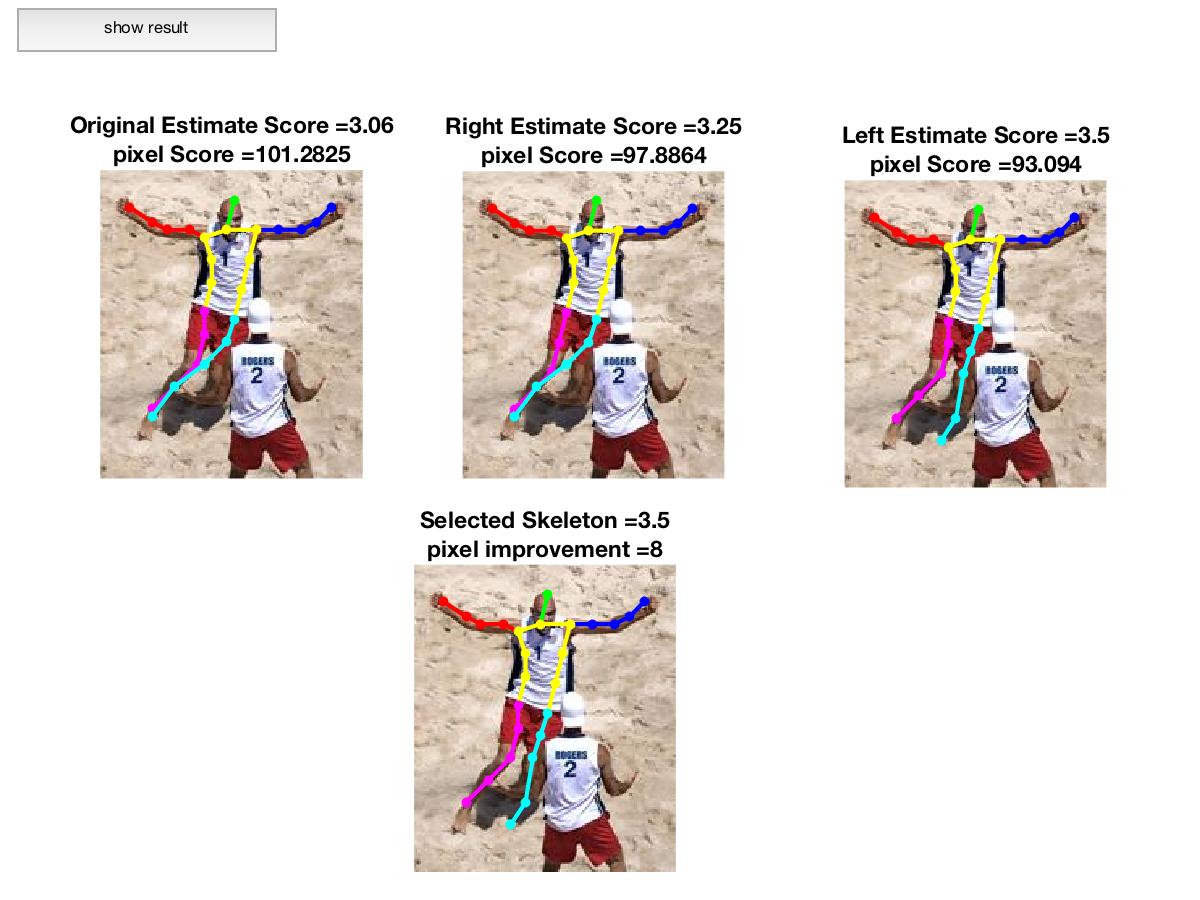 show result
Original Estimate Score =3.06
pixel Score =101.2825
Right Estimate Score =3.25
pixel Score =97.8864
Left Estimate Score =3.5
pixel Score =93.094
1
ROGERS
2
1
ROGERS
2
1
ROGERS
2
Selected Skeleton =3.5
pixel improvement =8
1
ROGERS
2